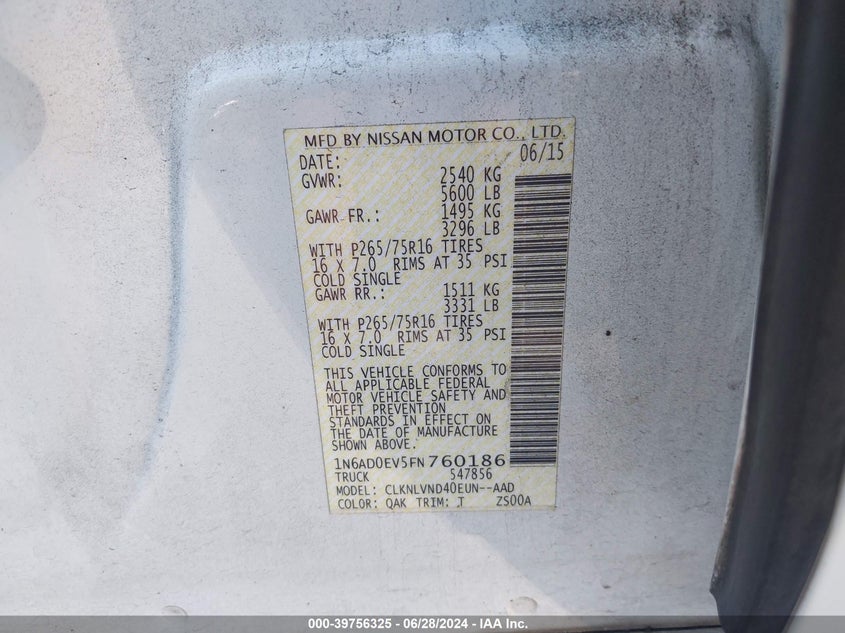 MFD BY NISSAN MOTOR CO., LTD.
DATE: 06/15
GVWR: 2540 KG
5600 LB
GAWR FR.: 1495 KG
3296 LB
WITH P265/75R16 TIRES
16 X 7.0 RIMS AT 35 PSI
COLD SINGLE
GAWR RR.: 1511 KG
3331 LB
WITH P265/75R16 TIRES
16 X 7.0 RIMS AT 35 PSI
COLD SINGLE
THIS VEHICLE CONFORMS TO
ALL APPLICABLE FEDERAL
MOTOR VEHICLE SAFETY AND
THEFT PREVENTION
STANDARDS IN EFFECT ON
THE DATE OF MANUFACTURE
SHOWN ABOVE.
1N6AD0EV5FN760186
TRUCK 547856
MODEL: CLKNLVND40EUN--AAD
COLOR: QAK TRIM: T ZS00A
000-39756325 - 06/28/2024 - IAA Inc.